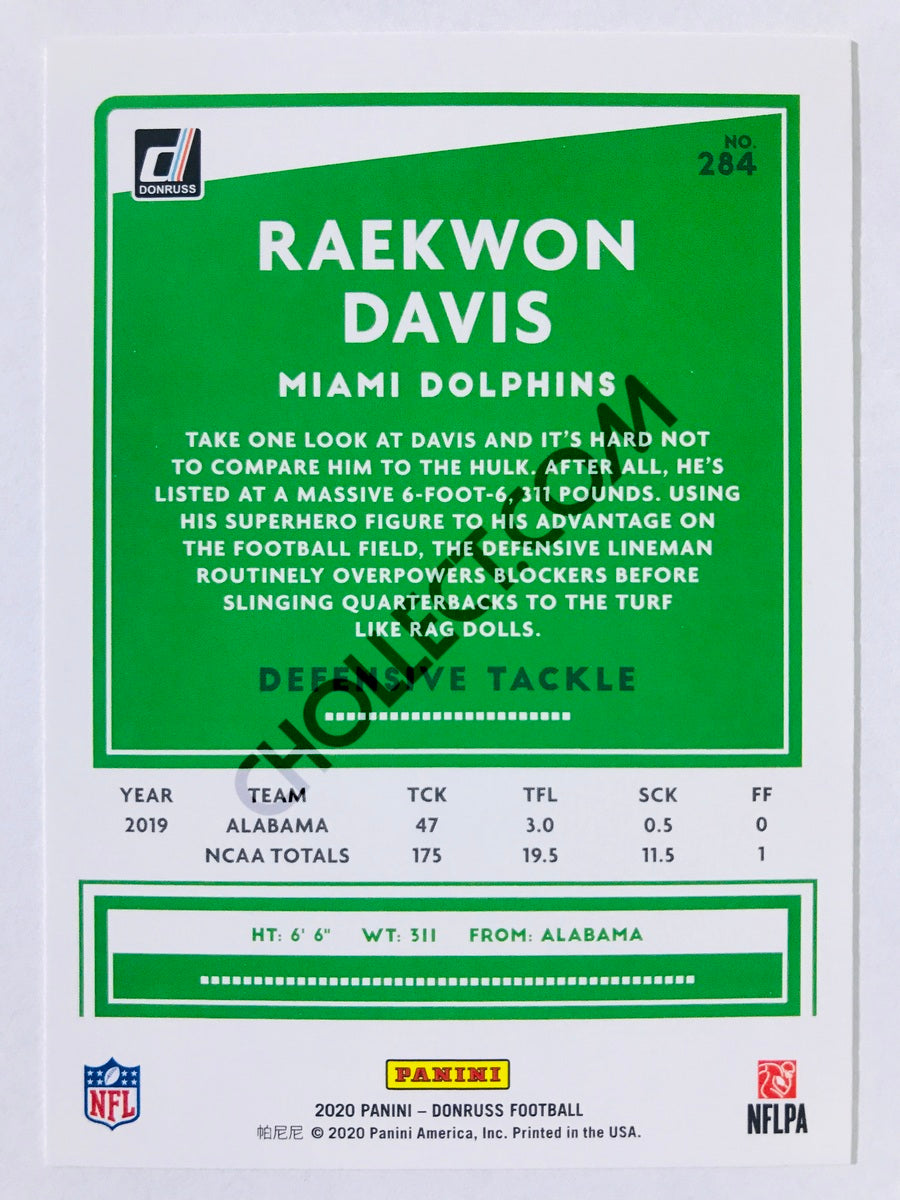 DONRUSS
NO.
284
RAEKWON
DAVIS
MIAMI DOLPHINS
TAKE ONE LOOK AT DAVIS AND IT'S HARD NOT
TO COMPARE HIM TO THE HULK. AFTER ALL, HE'S
LISTED AT A MASSIVE 6-FOOT-6, 311 POUNDS. USING
HIS SUPERHERO FIGURE TO HIS ADVANTAGE ON
THE FOOTBALL FIELD, THE DEFENSIVE LINEMAN
ROUTINELY OVERPOWERS BLOCKERS BEFORE
SLINGING QUARTERBACKS TO THE TURF
LIKE RAG DOLLS.
DEFENSIVE TACKLE
CHOLLECT.COM
YEAR TEAM TCK TFL SCK FF
2019 ALABAMA 47 3.0 0.5 0
NCAA TOTALS 175 19.5 11.5 1
HT: 6' 6" WT: 311 FROM: ALABAMA
NFL
PANINI
NFLPA
2020 PANINI – DONRUSS FOOTBALL
帕尼尼 © 2020 Panini America, Inc. Printed in the USA.